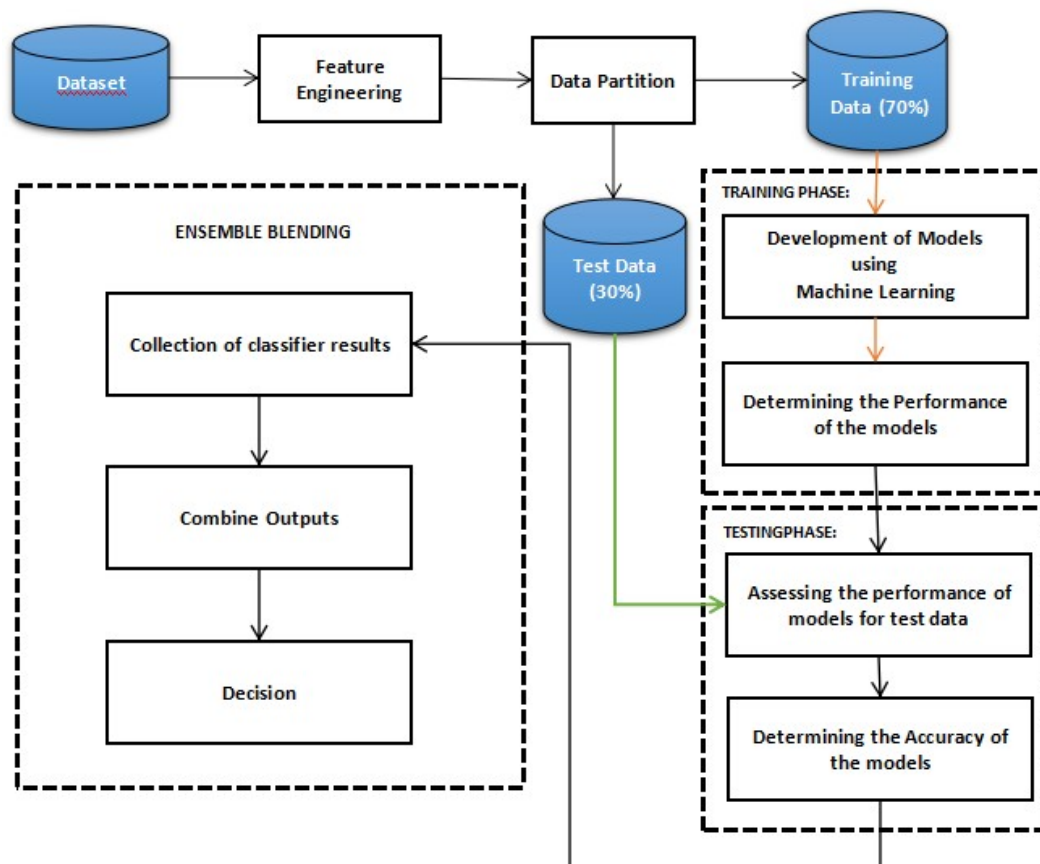 Dataset
Feature
Engineering
Data Partition
Training
Data (70%)
Test Data
(30%)
TRAINING PHASE:
Development of Models
using
Machine Learning
Determining the Performance
of the models
TESTINGPHASE:
Assessing the performance of
models for test data
Determining the Accuracy of
the models
ENSEMBLE BLENDING
Collection of classifier results
Combine Outputs
Decision